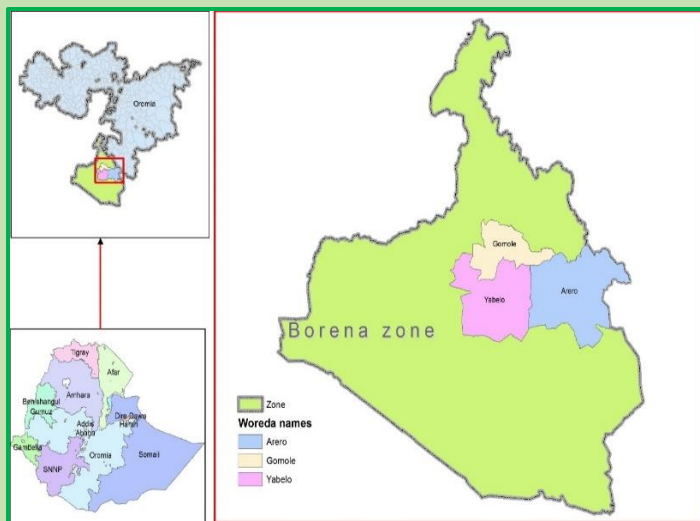 Oromia
Tigray
Afar
Amhara
Benishangul
Gumuz
Addis
Ababa
Dire Dawa
Harari
Gambella
Oromia
Somali
SNNP
Gomole
Yabelo
Arero
Borena zone
Zone
Woreda names
Arero
Gomole
Yabelo